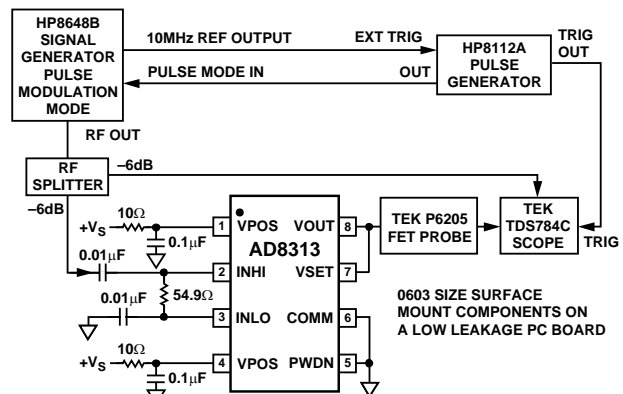 HP8648B
SIGNAL
GENERATOR
PULSE
MODULATION
MODE
10MHz REF OUTPUT
EXT TRIG
PULSE MODE IN
OUT
HP8112A
PULSE
GENERATOR
TRIG
OUT
RF OUT
RF
SPLITTER
–6dB
–6dB
+VS
10Ω
0.1μF
0.01μF
54.9Ω
0.01μF
+VS
10Ω
0.1μF
1
VPOS
VOUT
8
AD8313
2
INHI
VSET
7
3
INLO
COMM
6
4
VPOS
PWDN
5
TEK P6205
FET PROBE
TEK
TDS784C
SCOPE
TRIG
0603 SIZE SURFACE
MOUNT COMPONENTS ON
A LOW LEAKAGE PC BOARD